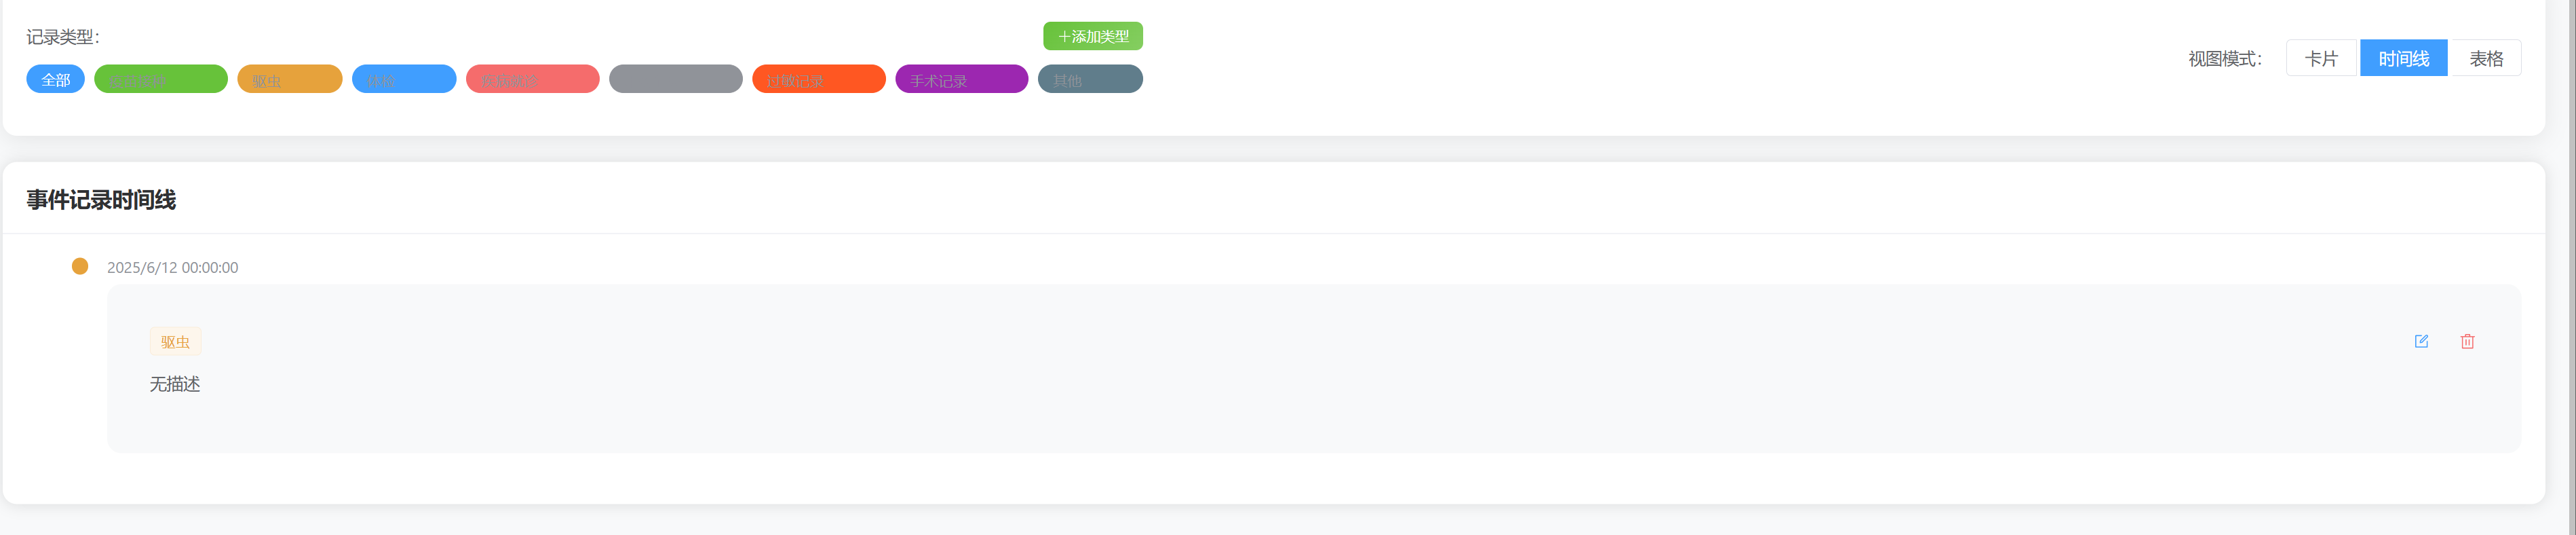 记录类型：
＋添加类型
全部
驱虫
体检
过敏记录
手术记录
其他
视图模式：
卡片
时间线
表格
事件记录时间线
2025/6/12 00:00:00
驱虫
无描述